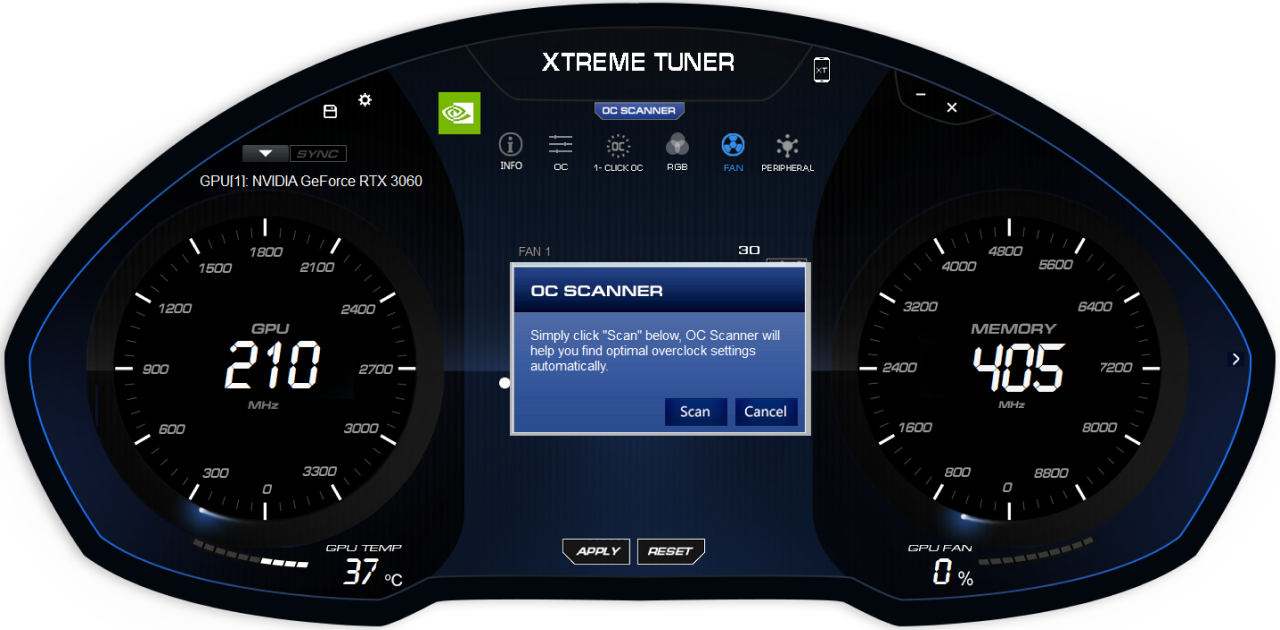 XTREME TUNER
XT
OC SCANNER
SYNC
INFO
OC
OC
1- CLICK OC
RGB
FAN
PERIPHERAL
GPU[1]: NVIDIA GeForce RTX 3060
FAN 1
30
1800
1500
2100
1200
2400
GPU
210
MHz
900
2700
600
3000
300
3300
0
GPU TEMP
37 °C
OC SCANNER
Simply click "Scan" below, OC Scanner will
help you find optimal overclock settings
automatically.
Scan
Cancel
APPLY
RESET
4800
4000
5600
3200
6400
MEMORY
405
MHz
2400
7200
1600
8000
800
8800
0
GPU FAN
0 %